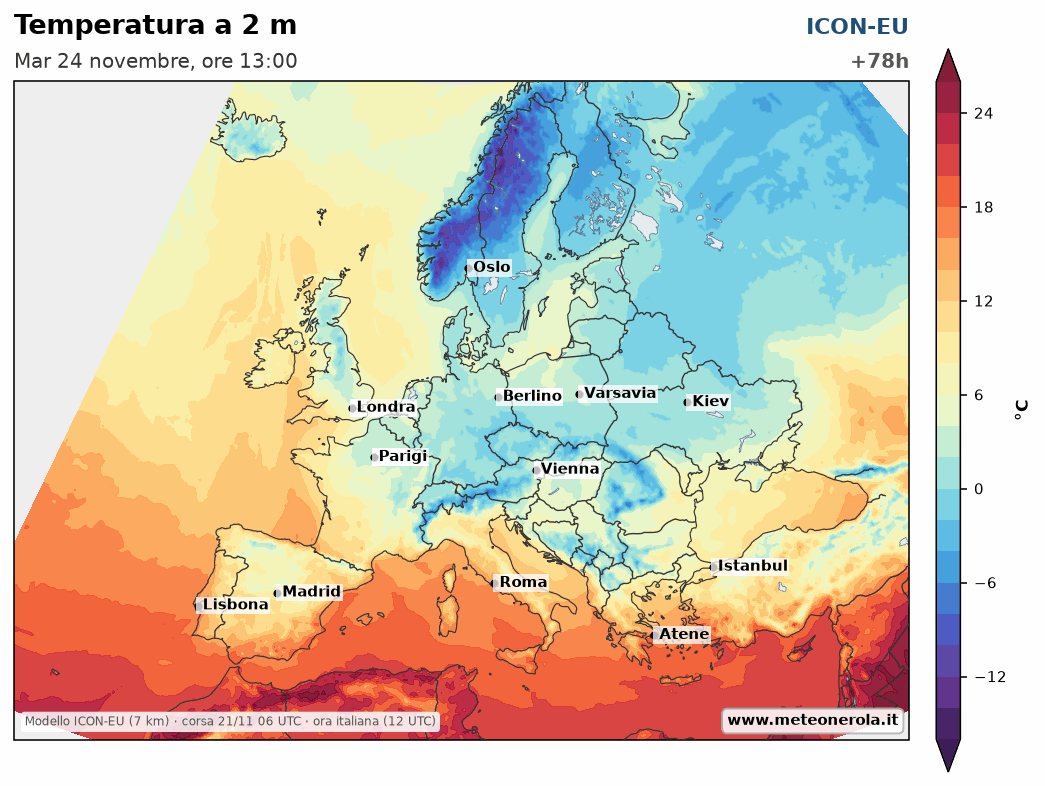 Temperatura a 2 m
ICON-EU
Mar 24 novembre, ore 13:00
+78h
24
18
12
6
0
−6
−12
°C
Oslo
Berlino
Varsavia
Kiev
Londra
Parigi
Vienna
Istanbul
Roma
Madrid
Lisbona
Atene
Modello ICON-EU (7 km) · corsa 21/11 06 UTC · ora italiana (12 UTC)
www.meteonerola.it